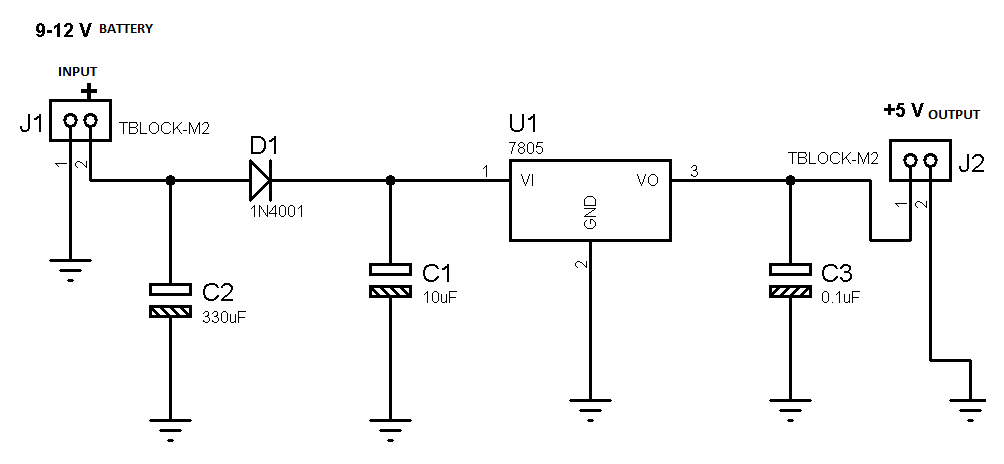 9-12 V BATTERY
INPUT
+
J1
TBLOCK-M2
1
2
D1
1N4001
C2
330uF
C1
10uF
U1
7805
1
VI
VO
3
GND
2
C3
0.1uF
+5 V OUTPUT
TBLOCK-M2
J2
1
2